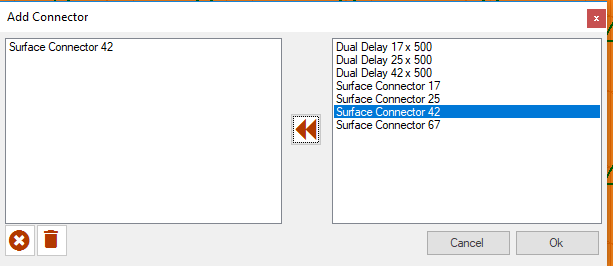 Add Connector
x
Surface Connector 42
Dual Delay 17 x 500
Dual Delay 25 x 500
Dual Delay 42 x 500
Surface Connector 17
Surface Connector 25
Surface Connector 42
Surface Connector 67
Cancel
Ok